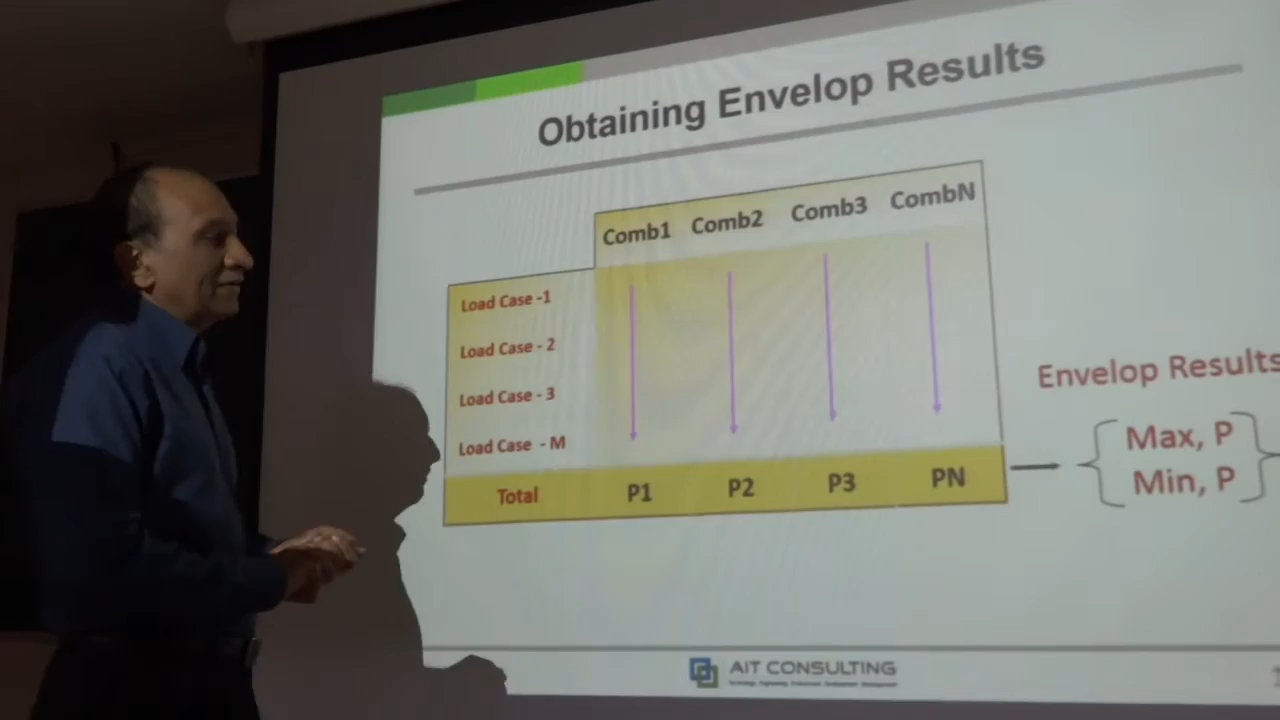 Obtaining Envelop Results
Comb1 Comb2 Comb3 CombN
Load Case -1
Load Case - 2
Load Case - 3
Load Case - M
Total P1 P2 P3 PN
Envelop Results
Max, P
Min, P
AIT CONSULTING